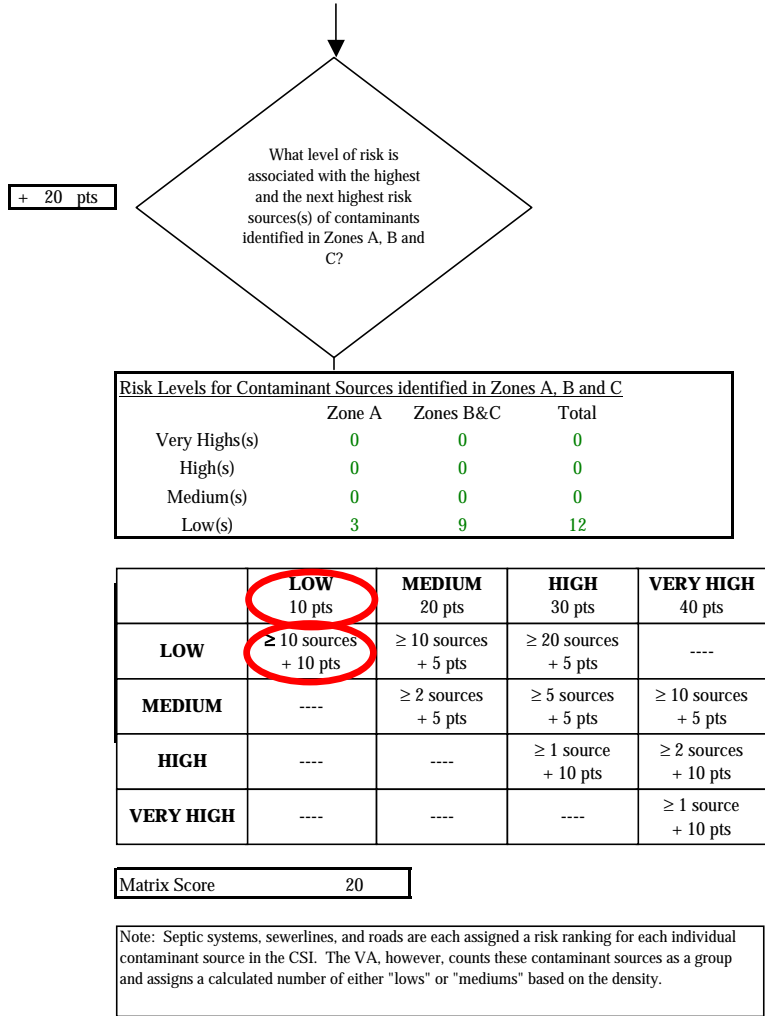 What level of risk is
associated with the highest
and the next highest risk
sources(s) of contaminants
identified in Zones A, B and
C?
+ 20 pts
Risk Levels for Contaminant Sources identified in Zones A, B and C
Zone A Zones B&C Total
Very Highs(s) 0 0 0
High(s) 0 0 0
Medium(s) 0 0 0
Low(s) 3 9 12
LOW MEDIUM HIGH VERY HIGH
10 pts 20 pts 30 pts 40 pts
LOW ≥ 10 sources + 10 pts ≥ 10 sources + 5 pts ≥ 20 sources + 5 pts ----
MEDIUM ---- ≥ 2 sources + 5 pts ≥ 5 sources + 5 pts ≥ 10 sources + 5 pts
HIGH ---- ---- ≥ 1 source + 10 pts ≥ 2 sources + 10 pts
VERY HIGH ---- ---- ---- ≥ 1 source + 10 pts
Matrix Score 20
Note: Septic systems, sewerlines, and roads are each assigned a risk ranking for each individual
contaminant source in the CSI. The VA, however, counts these contaminant sources as a group
and assigns a calculated number of either "lows" or "mediums" based on the density.